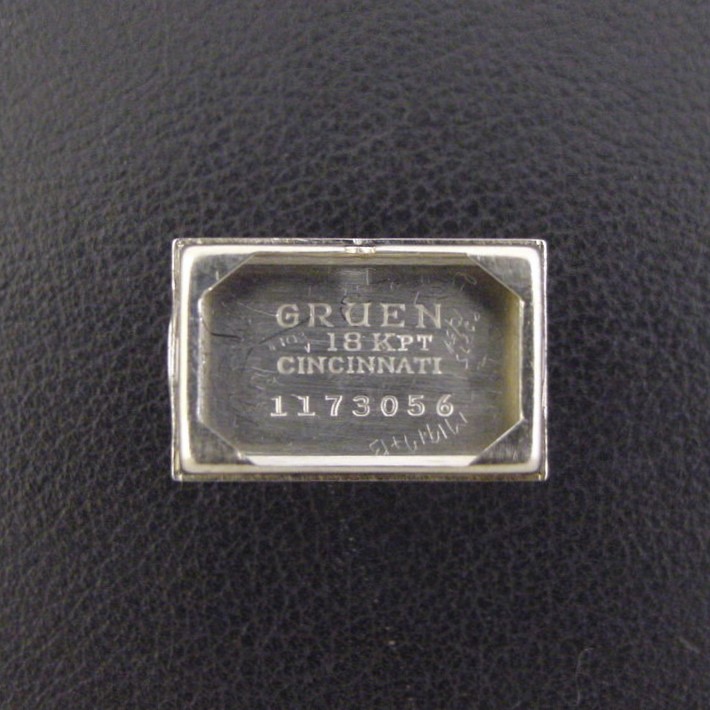 GRUEN
18 KPT
CINCINNATI
1173056